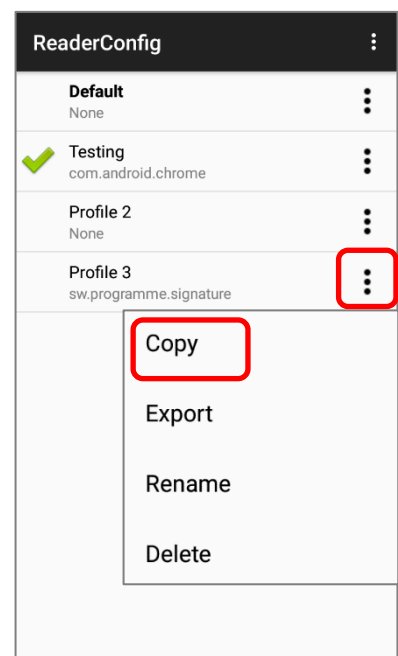 ReaderConfig
Default
None
Testing
com.android.chrome
Profile 2
None
Profile 3
sw.programme.signature
Copy
Export
Rename
Delete